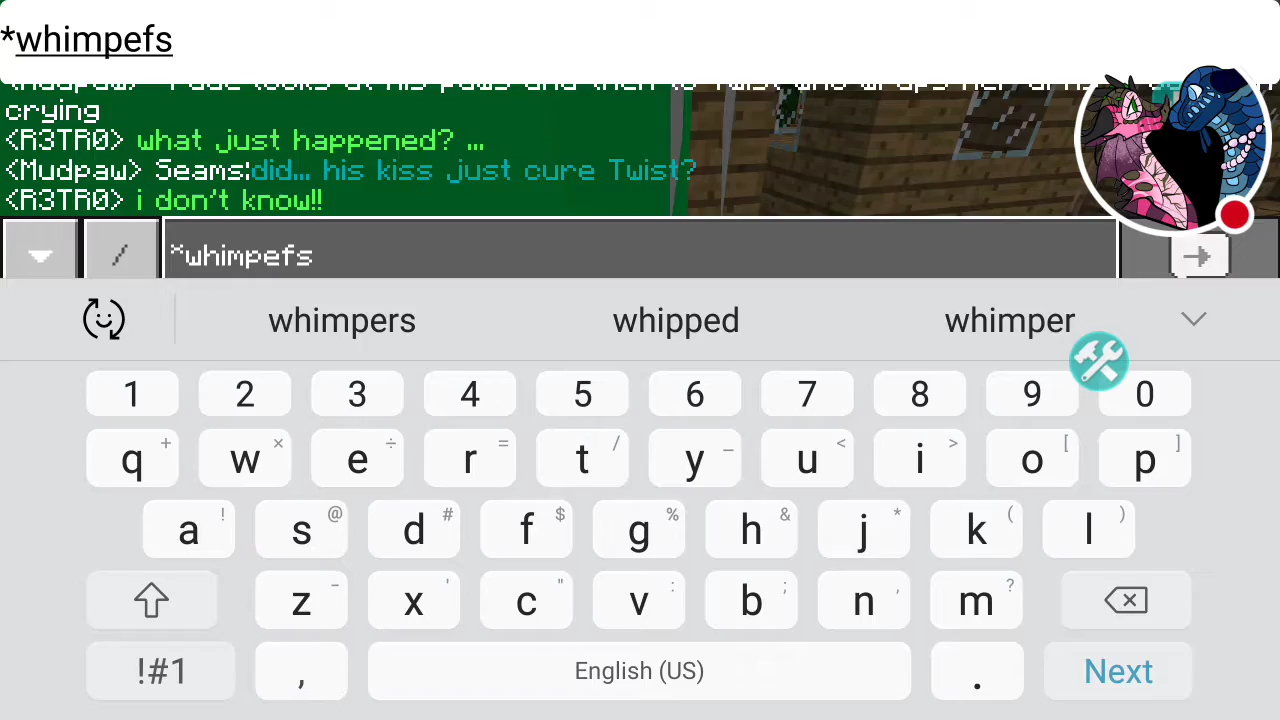 *whimpefs
crying
<R3TR0> what just happened? ...
<Mudpaw> Seams:did... his kiss just cure Twist?
<R3TR0> i don't know!!
/ *whimpefs
whimpers whipped whimper
1 2 3 4 5 6 7 8 9 0
q + w × e ÷ r = t / y _ u < i > o [ p ]
a ! s @ d # f $ g % h & j * k ( l )
z - x ' c " v : b ; n , m ?
!#1 , English (US) . Next